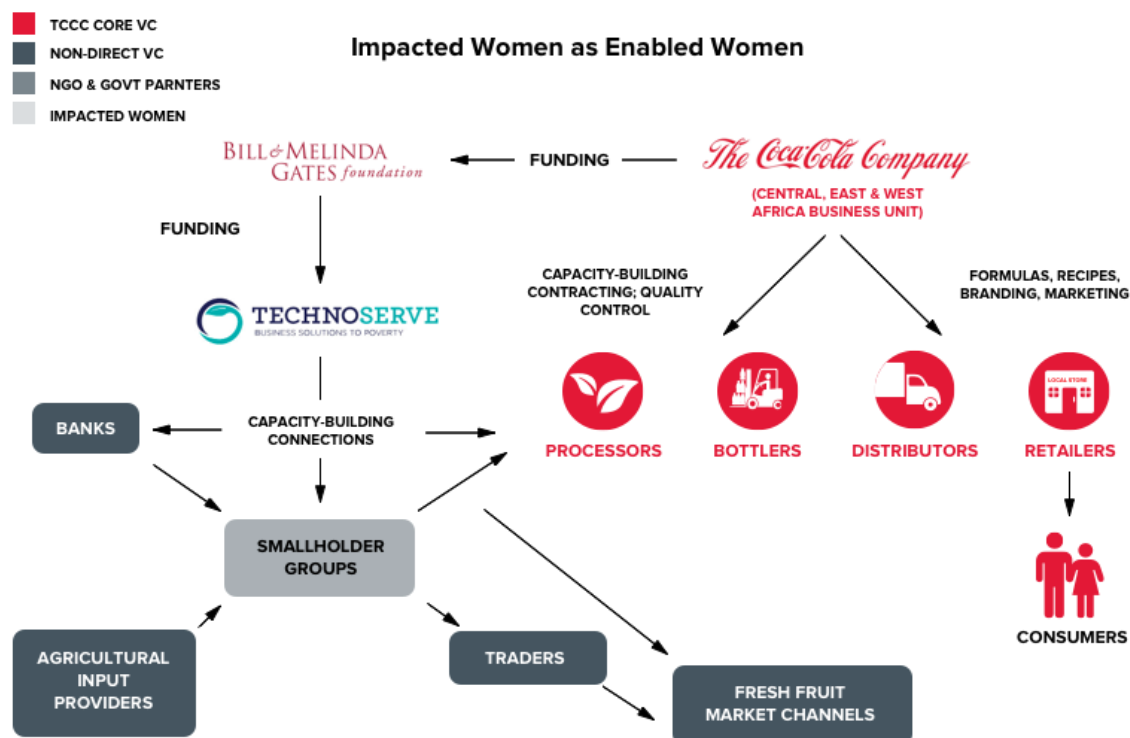 TCCC CORE VC
NON-DIRECT VC
NGO & GOVT PARNTERS
IMPACTED WOMEN
Impacted Women as Enabled Women
BILL & MELINDA
GATES foundation
FUNDING
The Coca-Cola Company
(CENTRAL, EAST & WEST
AFRICA BUSINESS UNIT)
FUNDING
TECHNOSERVE
BUSINESS SOLUTIONS TO POVERTY
CAPACITY-BUILDING
CONTRACTING; QUALITY
CONTROL
FORMULAS, RECIPES,
BRANDING, MARKETING
LOCAL STORE
BANKS
CAPACITY-BUILDING
CONNECTIONS
PROCESSORS
BOTTLERS
DISTRIBUTORS
RETAILERS
SMALLHOLDER
GROUPS
CONSUMERS
AGRICULTURAL
INPUT
PROVIDERS
TRADERS
FRESH FRUIT
MARKET CHANNELS